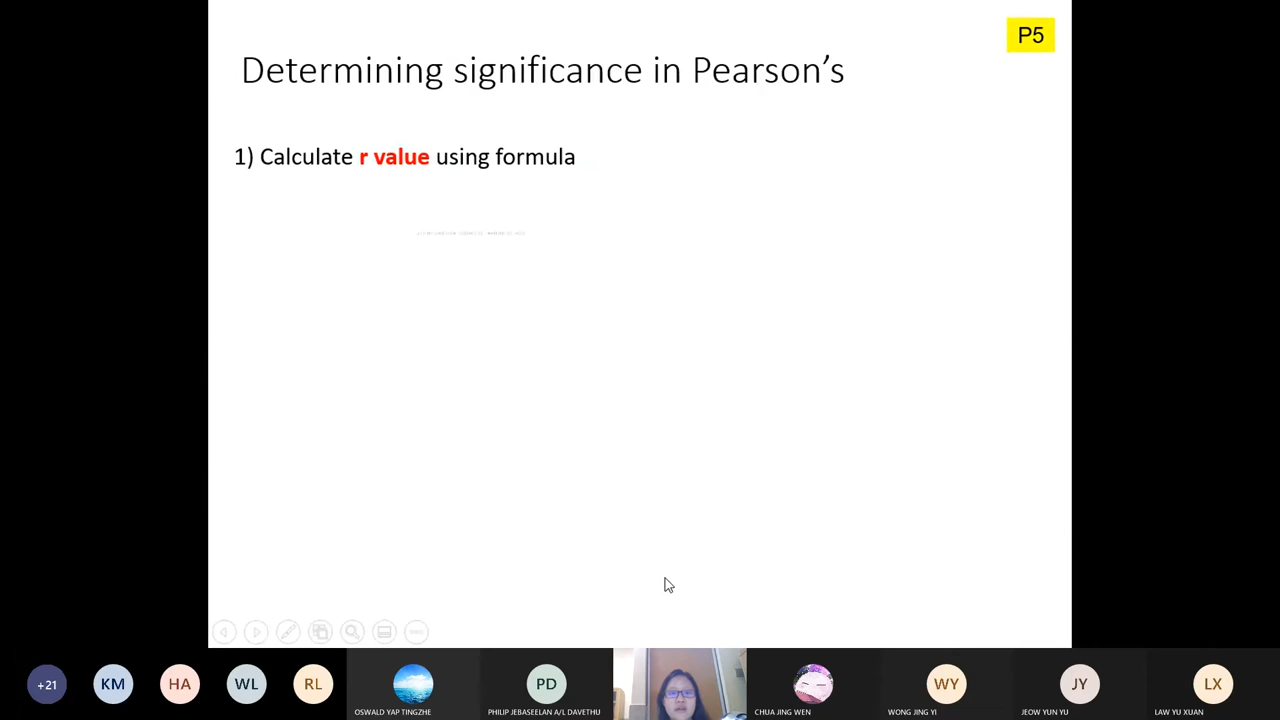 P5
Determining significance in Pearson's
1) Calculate r value using formula
+21
KM
HA
WL
RL
OSWALD YAP TINGZHE
PD
PHILIP JEBASEELAN A/L DAVETHU
CHUA JING WEN
WY
WONG JING YI
JY
JEOW YUN YU
LX
LAW YU XUAN